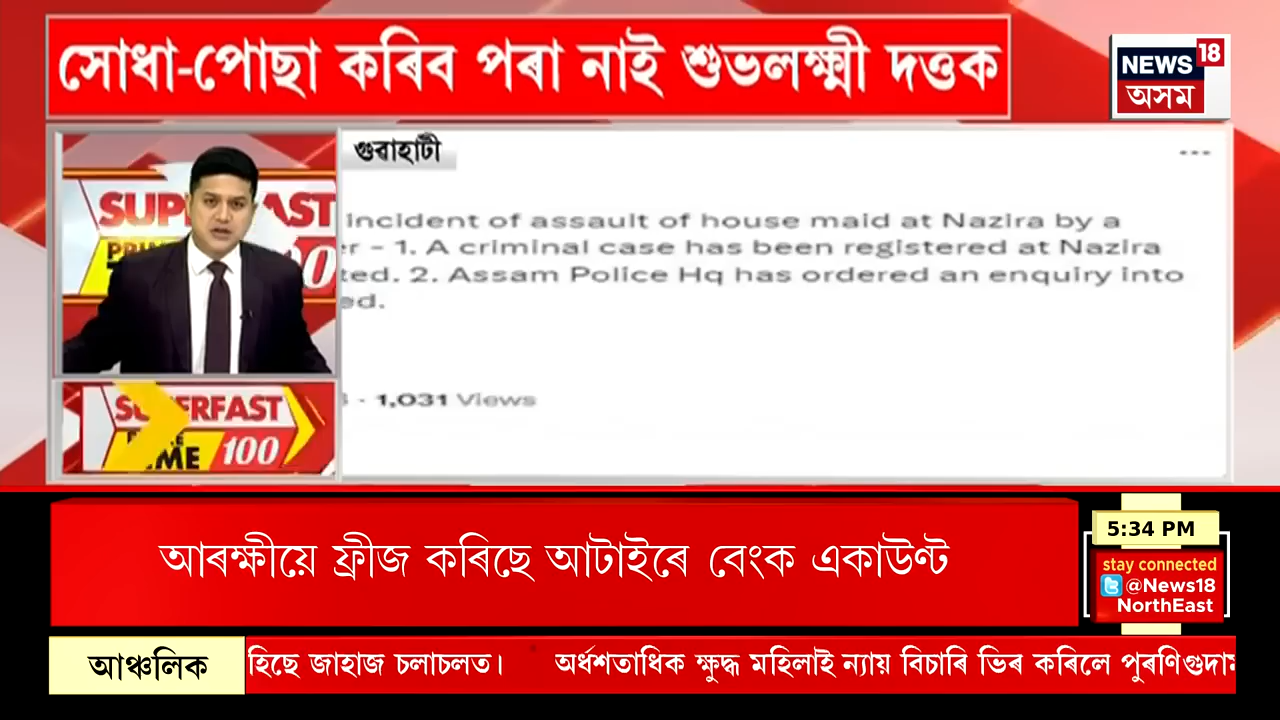 সোধা-পোছা কৰিব পৰা নাই শুভলক্ষ্মী দত্তক
NEWS 18
অসম
গুৱাহাটী
incident of assault of house maid at Nazira by a
r – 1. A criminal case has been registered at Nazira
ted. 2. Assam Police Hq has ordered an enquiry into
ed.
· 1,031 Views
SUPERFAST
100
আৰক্ষীয়ে ফ্ৰীজ কৰিছে আটাইৰে বেংক একাউণ্ট
5:34 PM
stay connected
@News18
NorthEast
আঞ্চলিক
হিছে জাহাজ চলাচলত। অৰ্ধশতাধিক ক্ষুদ্ধ মহিলাই ন্যায় বিচাৰি ভিৰ কৰিলে পুৰণিগুদাম